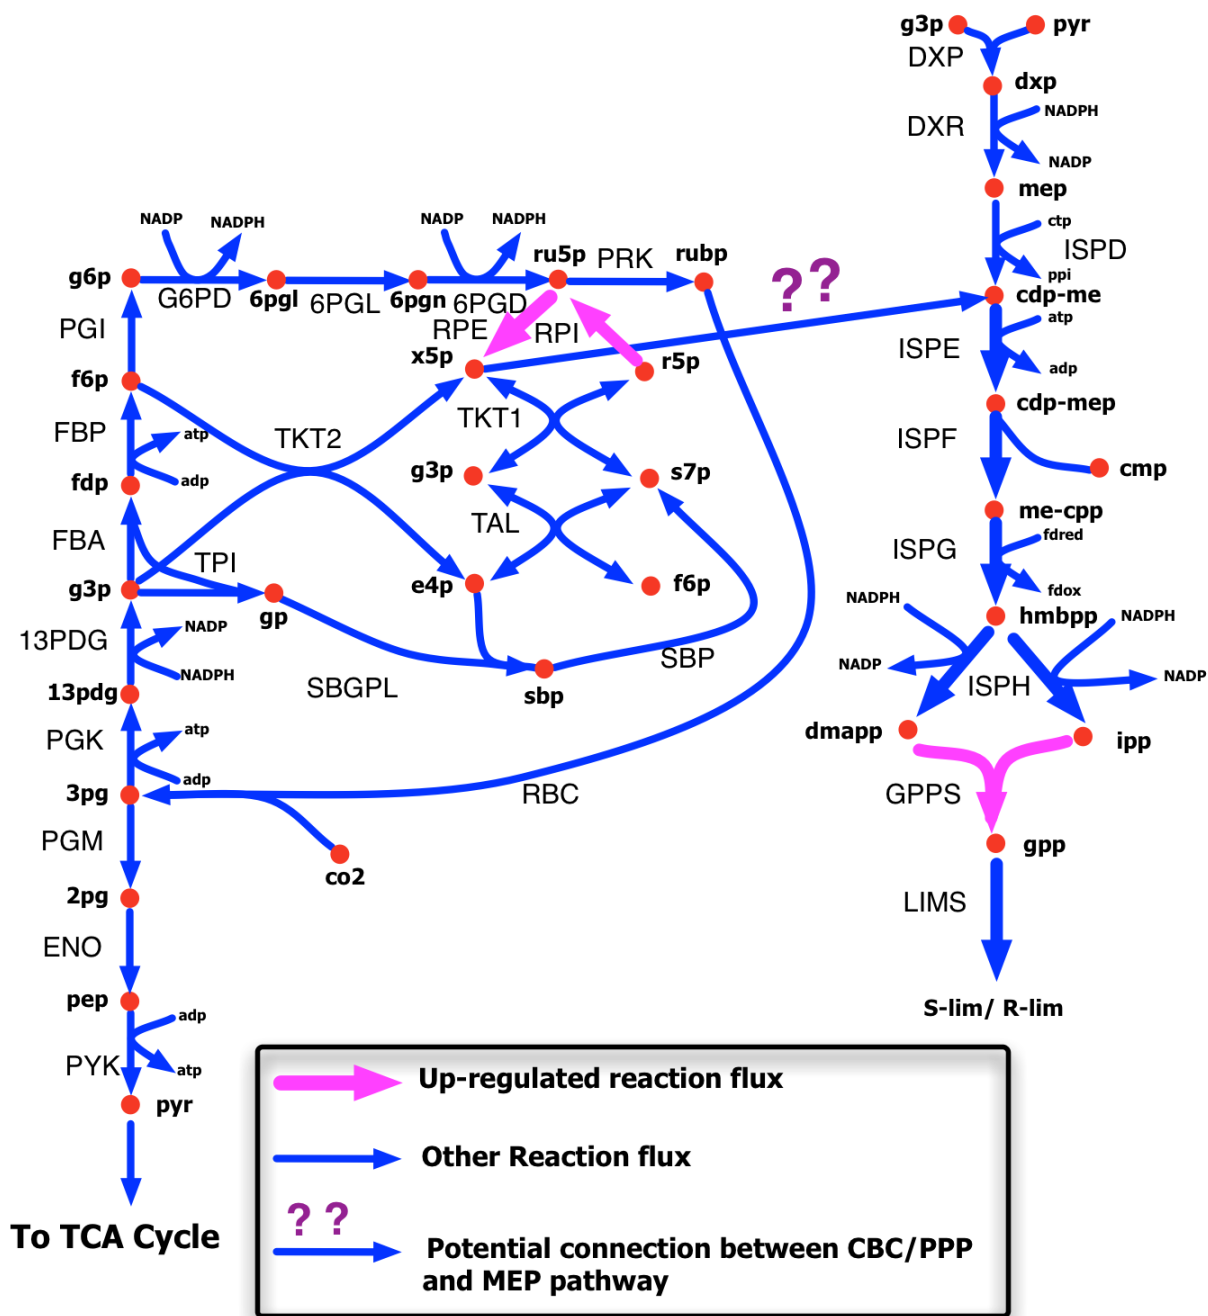 g3p
pyr
DXP
dxp
NADPH
DXR
NADP
mep
ctp
ISPD
ppi
cdp-me
atp
ISPE
adp
cdp-mep
ISPF
cmp
me-cpp
fdred
ISPG
fdox
NADPH
hmbpp
NADPH
NADP
ISPH
NADP
dmapp
ipp
GPPS
gpp
LIMS
S-lim/ R-lim
NADP
NADPH
NADP
NADPH
g6p
G6PD
6pgl
6PGL
6pgn
6PGD
ru5p
PRK
rubp
? ?
PGI
RPE
RPI
x5p
r5p
f6p
FBP
atp
adp
TKT2
TKT1
fdp
g3p
s7p
FBA
TAL
TPI
g3p
gp
e4p
f6p
13PDG
NADP
NADPH
SBGPL
sbp
SBP
13pdg
PGK
atp
adp
3pg
RBC
PGM
co2
2pg
ENO
pep
adp
PYK
atp
pyr
To TCA Cycle
Up-regulated reaction flux
Other Reaction flux
? ?
Potential connection between CBC/PPP
and MEP pathway